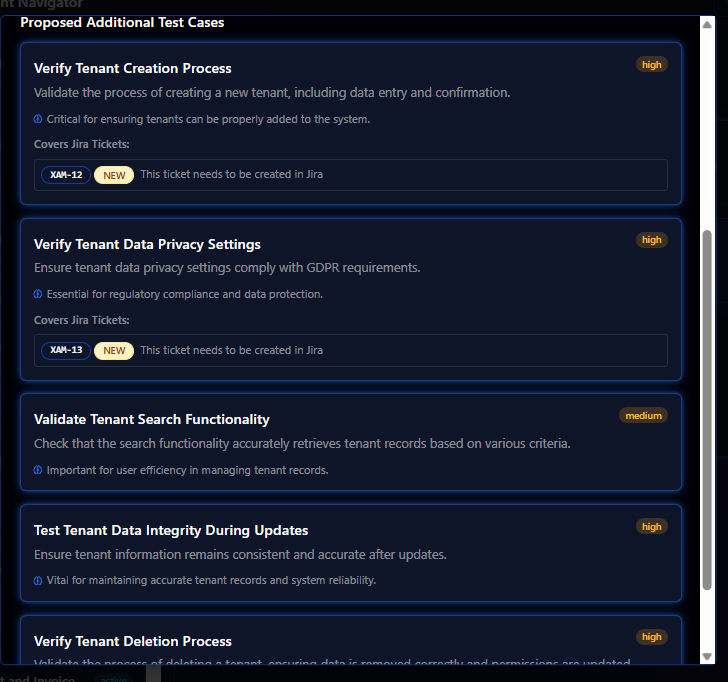 nt Navigator
Proposed Additional Test Cases
Verify Tenant Creation Process
high
Validate the process of creating a new tenant, including data entry and confirmation.
Critical for ensuring tenants can be properly added to the system.
Covers Jira Tickets:
XAM-12 NEW This ticket needs to be created in Jira
Verify Tenant Data Privacy Settings
high
Ensure tenant data privacy settings comply with GDPR requirements.
Essential for regulatory compliance and data protection.
Covers Jira Tickets:
XAM-13 NEW This ticket needs to be created in Jira
Validate Tenant Search Functionality
medium
Check that the search functionality accurately retrieves tenant records based on various criteria.
Important for user efficiency in managing tenant records.
Test Tenant Data Integrity During Updates
high
Ensure tenant information remains consistent and accurate after updates.
Vital for maintaining accurate tenant records and system reliability.
Verify Tenant Deletion Process
high
Validate the process of deleting a tenant, ensuring data is removed correctly and permissions are updated.
t and Invoice active